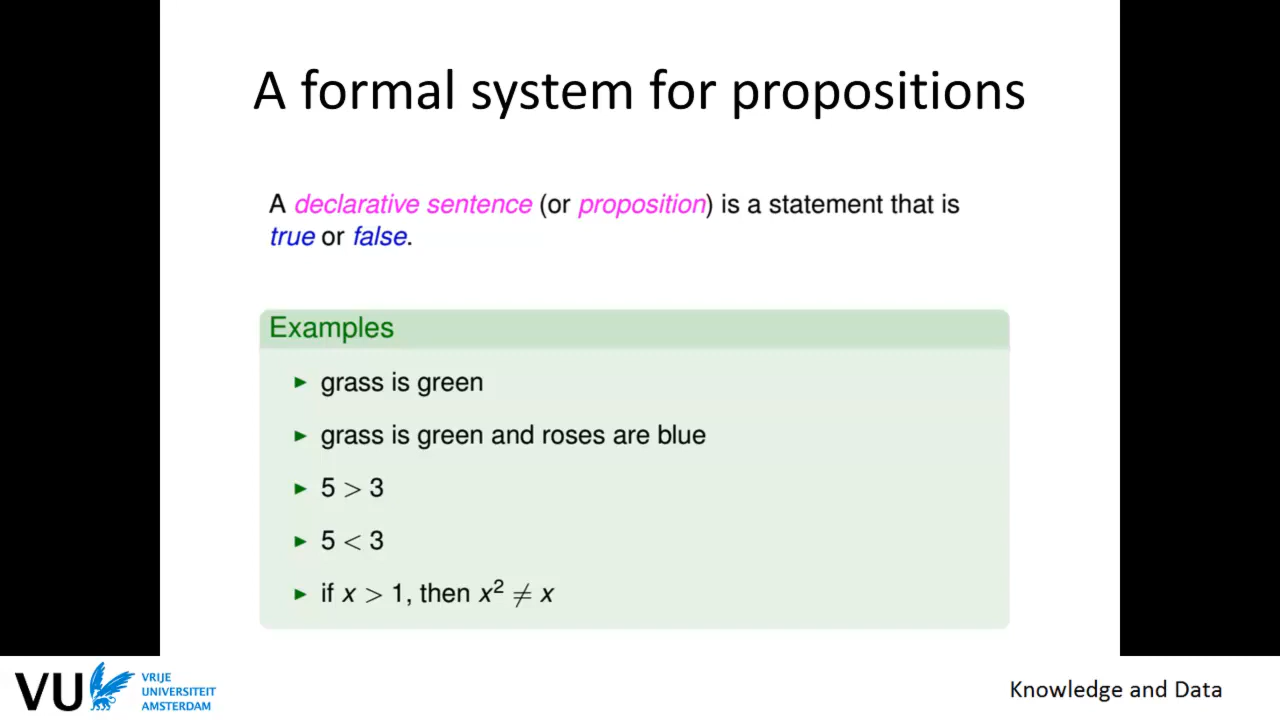 A formal system for propositions
A declarative sentence (or proposition) is a statement that is
true or false.
Examples
► grass is green
► grass is green and roses are blue
► 5 > 3
► 5 < 3
► if x > 1, then x² ≠ x
VU
VRIJE
UNIVERSITEIT
AMSTERDAM
Knowledge and Data